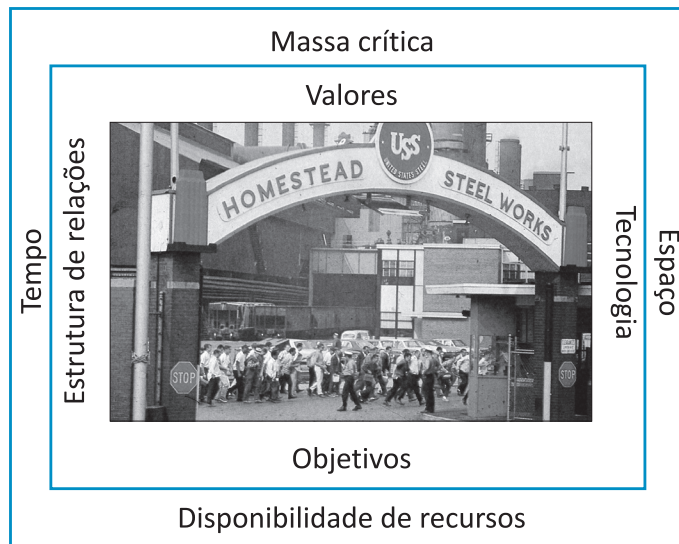 Massa crítica
Valores
Tempo
Estrutura de relações
USS
UNITED STATES STEEL
HOMESTEAD STEEL WORKS
STOP
STOP
Tecnologia
Espaço
Objetivos
Disponibilidade de recursos